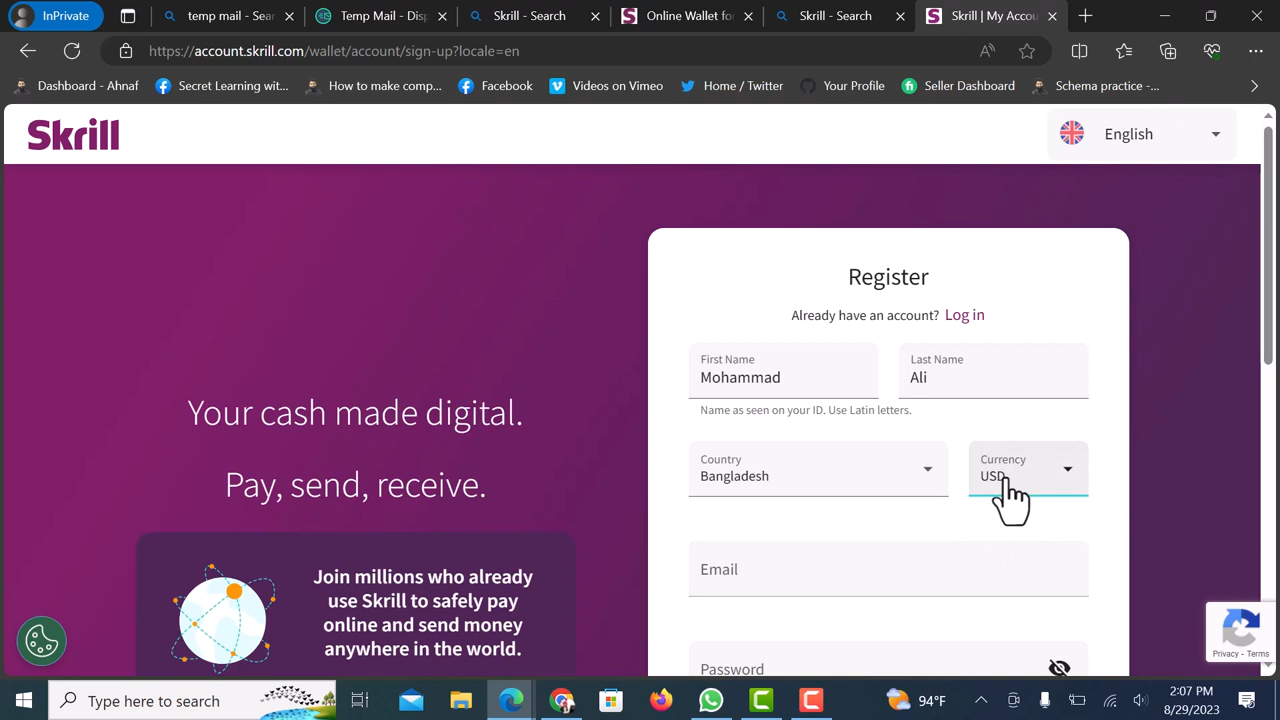 InPrivate
temp mail - Sear
Temp Mail - Disp
Skrill - Search
Online Wallet for
Skrill - Search
Skrill | My Accou
https://account.skrill.com/wallet/account/sign-up?locale=en
Dashboard - Ahnaf
Secret Learning wit...
How to make comp...
Facebook
Videos on Vimeo
Home / Twitter
Your Profile
Seller Dashboard
Schema practice -...
Skrill
English
Register
Already have an account? Log in
First Name
Mohammad
Last Name
Ali
Name as seen on your ID. Use Latin letters.
Country
Bangladesh
Currency
USD
Email
Password
Your cash made digital.
Pay, send, receive.
Join millions who already
use Skrill to safely pay
online and send money
anywhere in the world.
Privacy - Terms
Type here to search
94°F
2:07 PM
8/29/2023